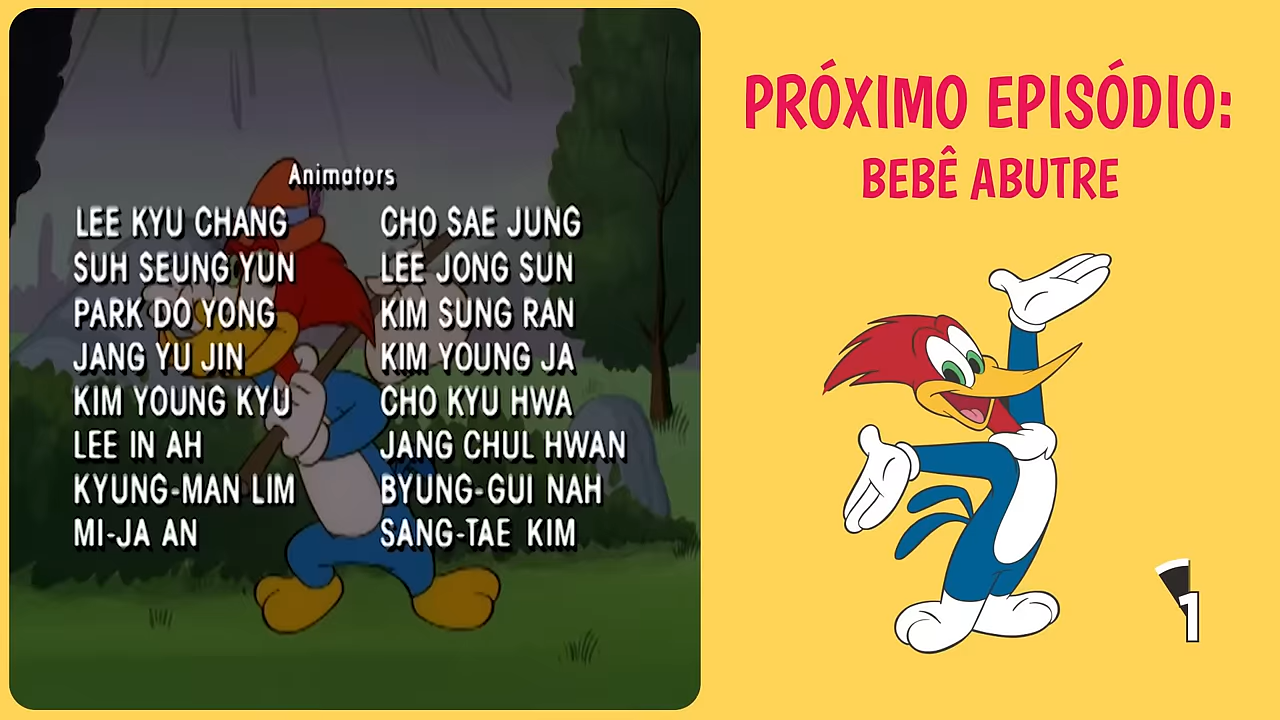 Animators
LEE KYU CHANG
SUH SEUNG YUN
PARK DO YONG
JANG YU JIN
KIM YOUNG KYU
LEE IN AH
KYUNG-MAN LIM
MI-JA AN
CHO SAE JUNG
LEE JONG SUN
KIM SUNG RAN
KIM YOUNG JA
CHO KYU HWA
JANG CHUL HWAN
BYUNG-GUI NAH
SANG-TAE KIM
PRÓXIMO EPISÓDIO:
BEBÊ ABUTRE
1